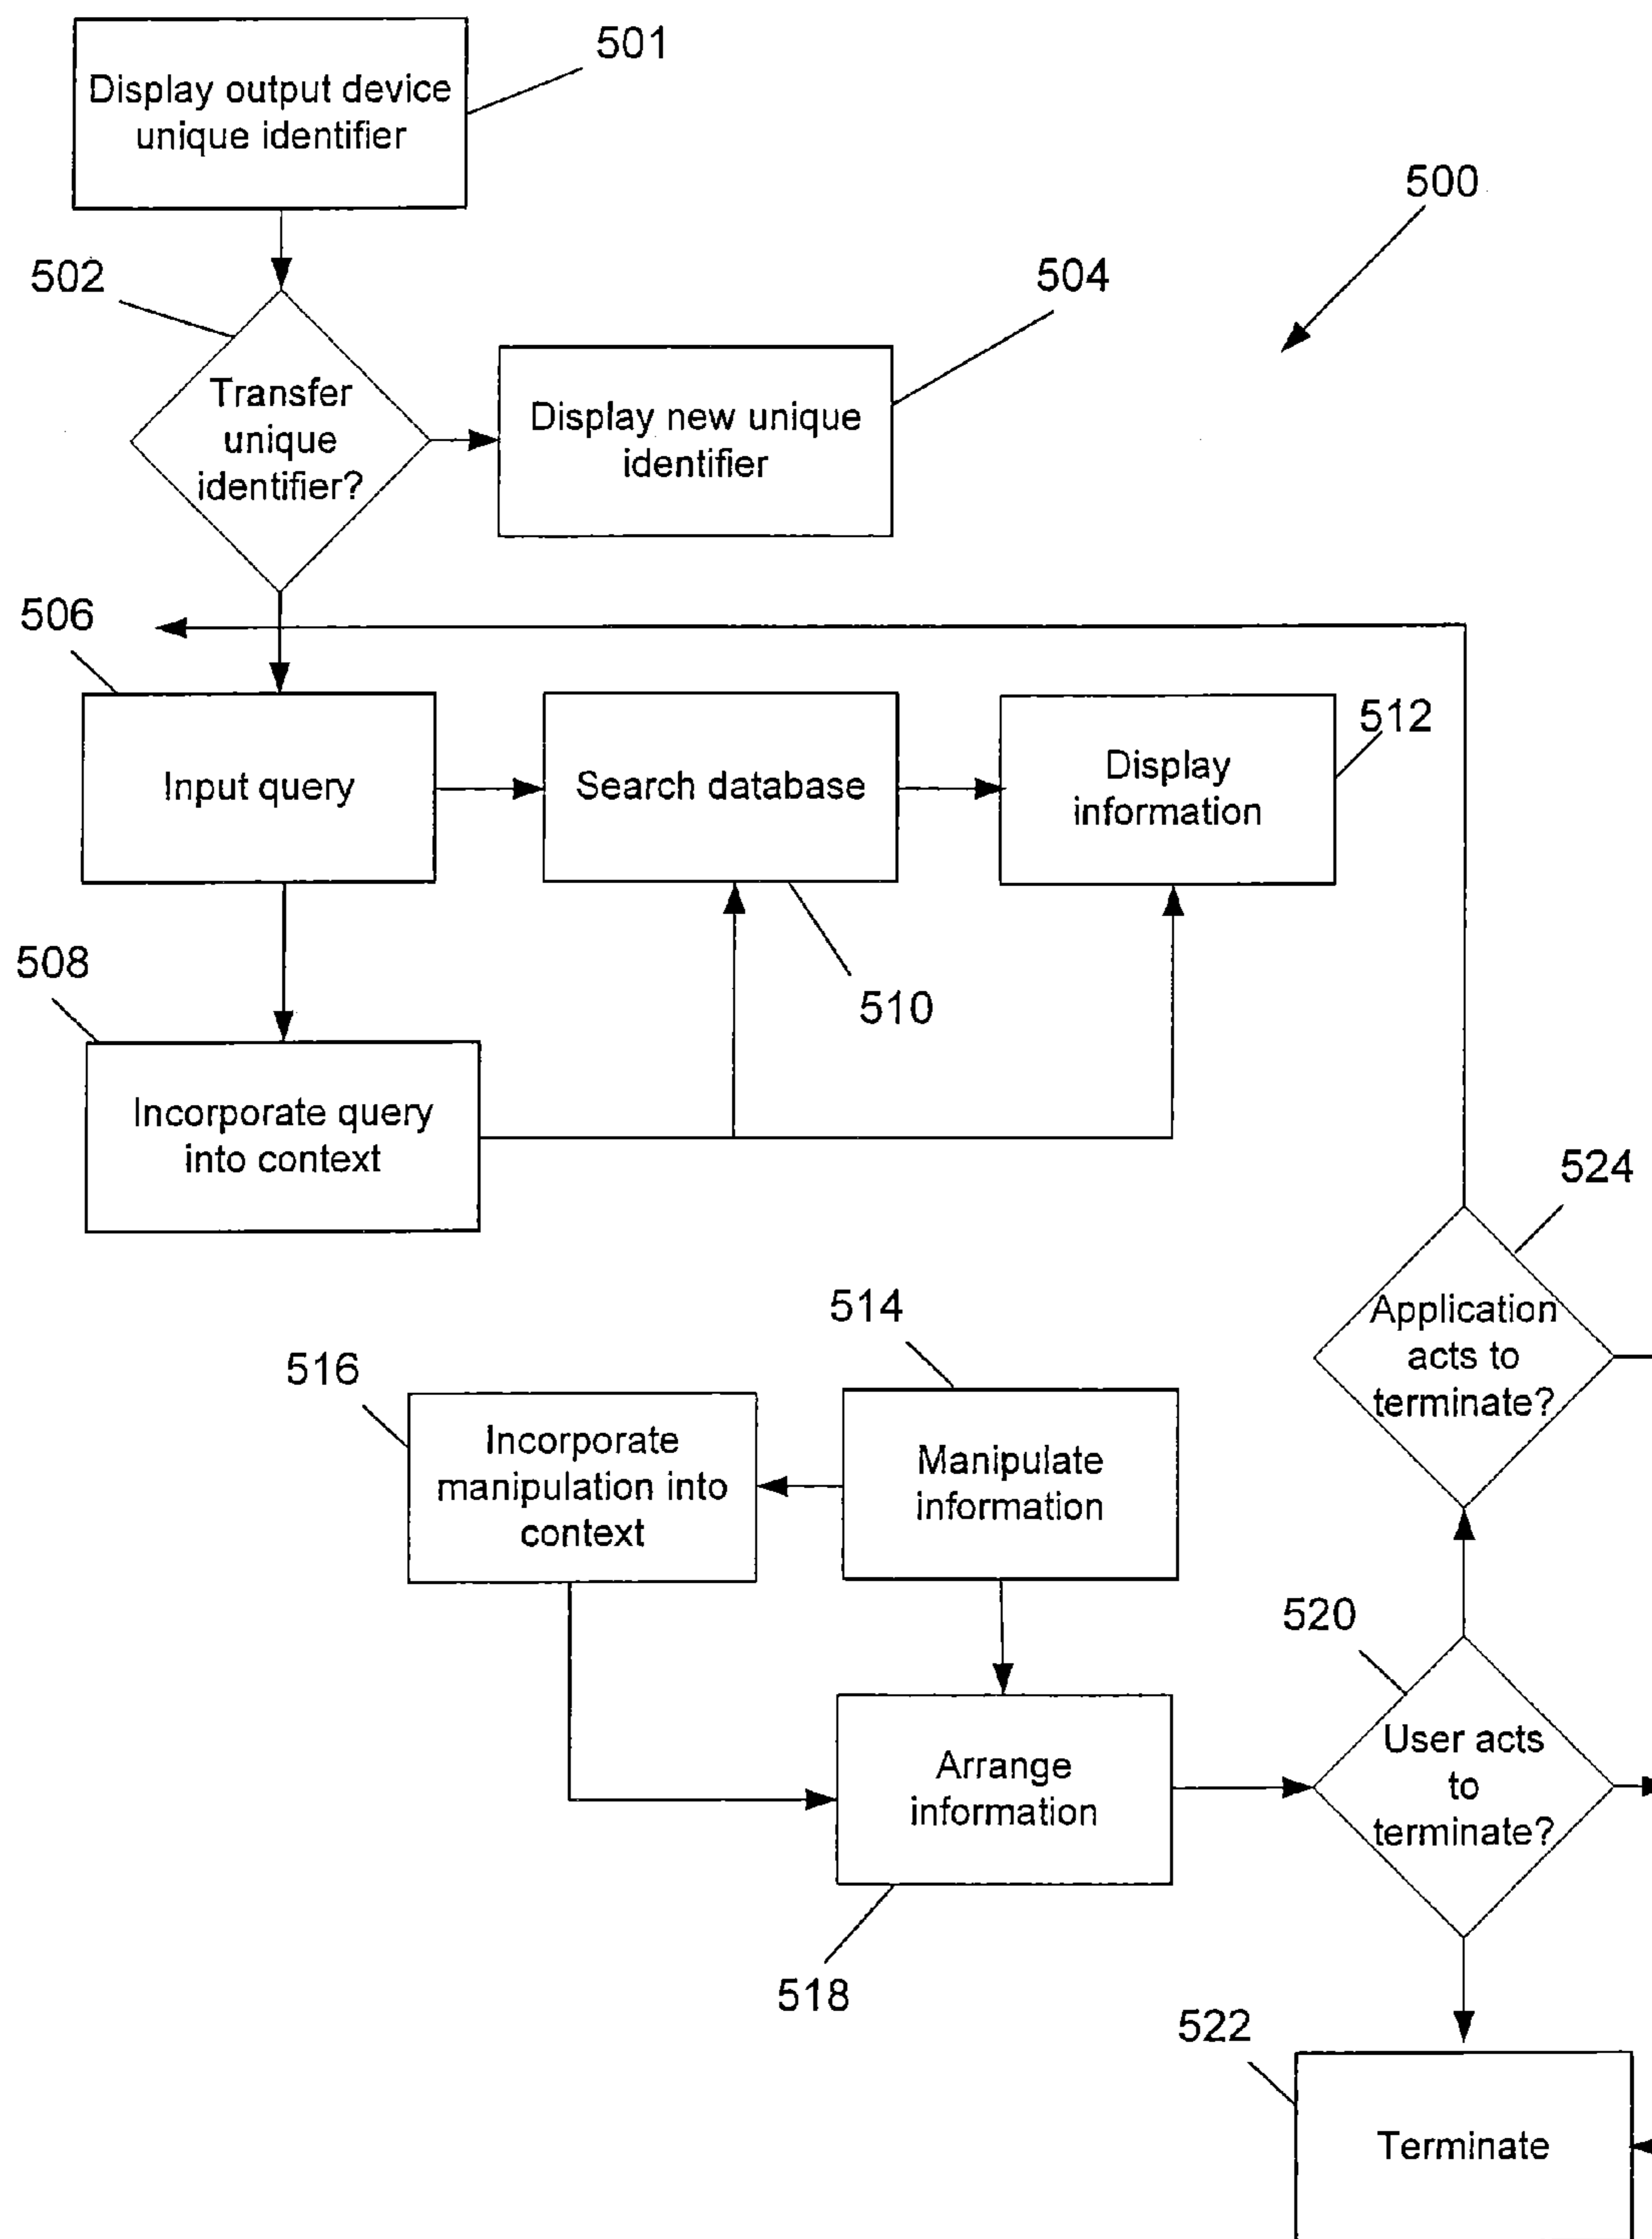 501
Display output device
unique identifier
500
502
504
Transfer
unique
identifier?
Display new unique
identifier
506
512
Input query
Search database
Display
information
508
510
Incorporate query
into context
524
514
Application
acts to
terminate?
516
Incorporate
manipulation into
context
Manipulate
information
520
User acts
to
terminate?
Arrange
information
518
522
Terminate